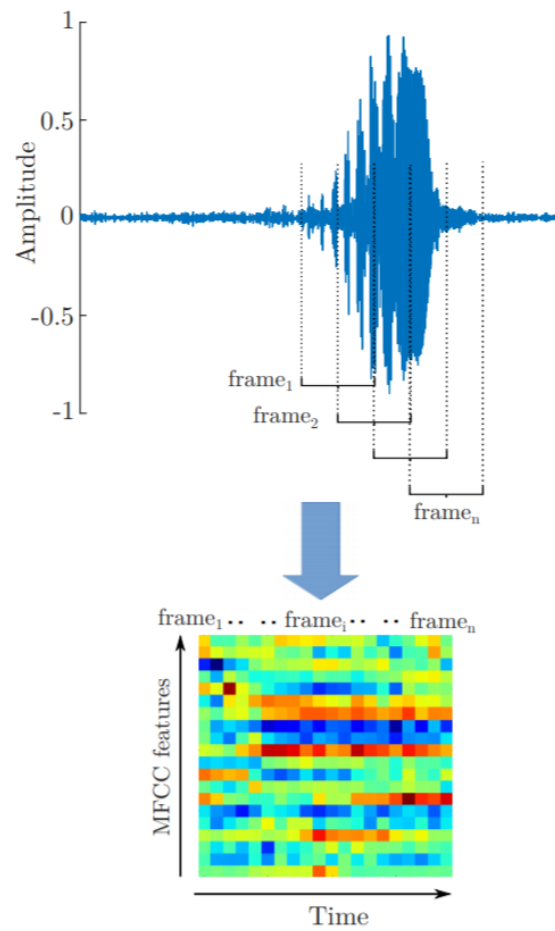 1
0.5
Amplitude
0
-0.5
frame₁
-1
frame₂
frameₙ
frame₁ ·· ·· frameᵢ ·· ·· frameₙ
MFCC features
Time